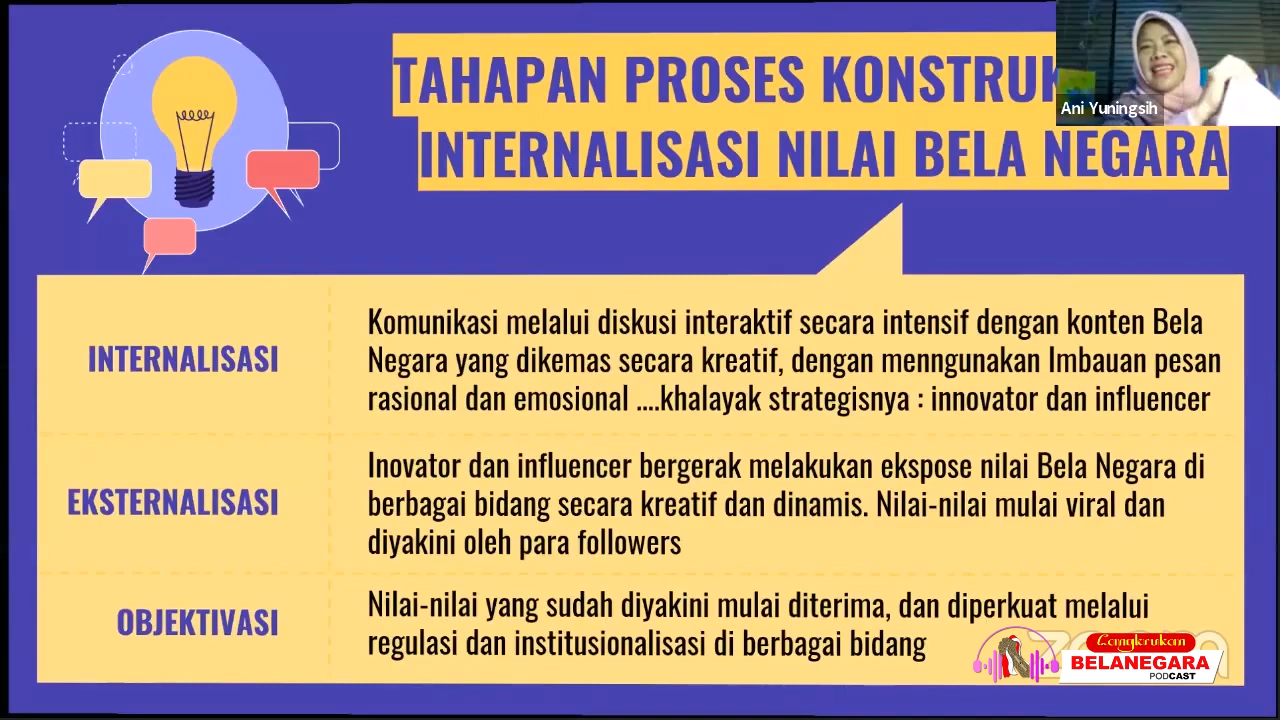 TAHAPAN PROSES KONSTRUK
INTERNALISASI NILAI BELA NEGARA
Ani Yuningsih
INTERNALISASI
Komunikasi melalui diskusi interaktif secara intensif dengan konten Bela
Negara yang dikemas secara kreatif, dengan menngunakan Imbauan pesan
rasional dan emosional ....khalayak strategisnya : innovator dan influencer
EKSTERNALISASI
Inovator dan influencer bergerak melakukan ekspose nilai Bela Negara di
berbagai bidang secara kreatif dan dinamis. Nilai-nilai mulai viral dan
diyakini oleh para followers
OBJEKTIVASI
Nilai-nilai yang sudah diyakini mulai diterima, dan diperkuat melalui
regulasi dan institusionalisasi di berbagai bidang
Cangkrukan
BELANEGARA
PODCAST